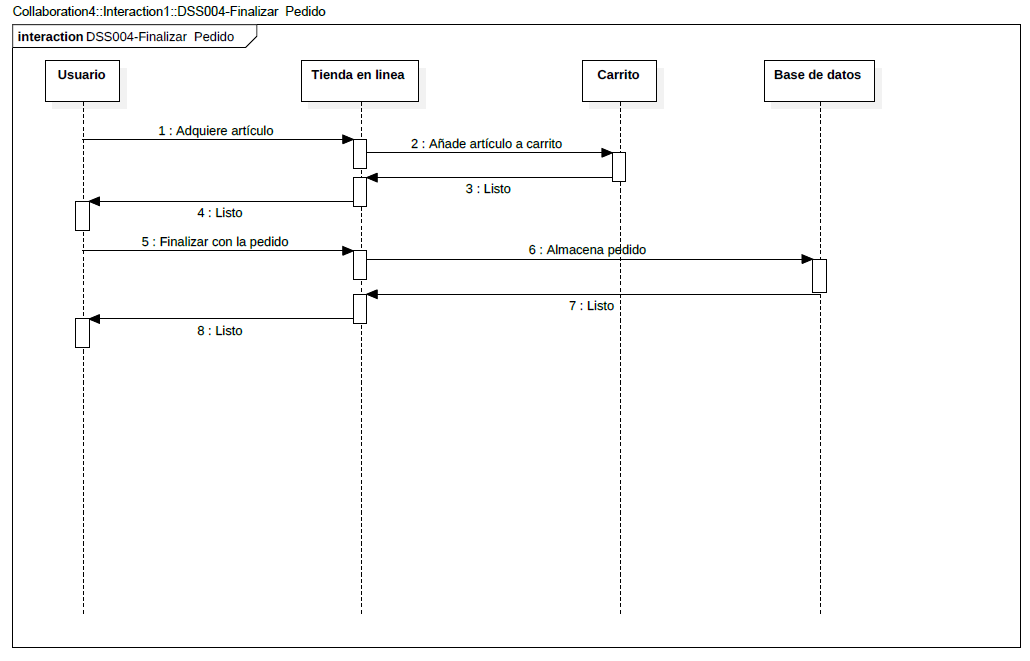 Collaboration4::Interaction1::DSS004-Finalizar Pedido
interaction DSS004-Finalizar Pedido
Usuario
Tienda en linea
Carrito
Base de datos
1 : Adquiere artículo
2 : Añade artículo a carrito
3 : Listo
4 : Listo
5 : Finalizar con la pedido
6 : Almacena pedido
7 : Listo
8 : Listo